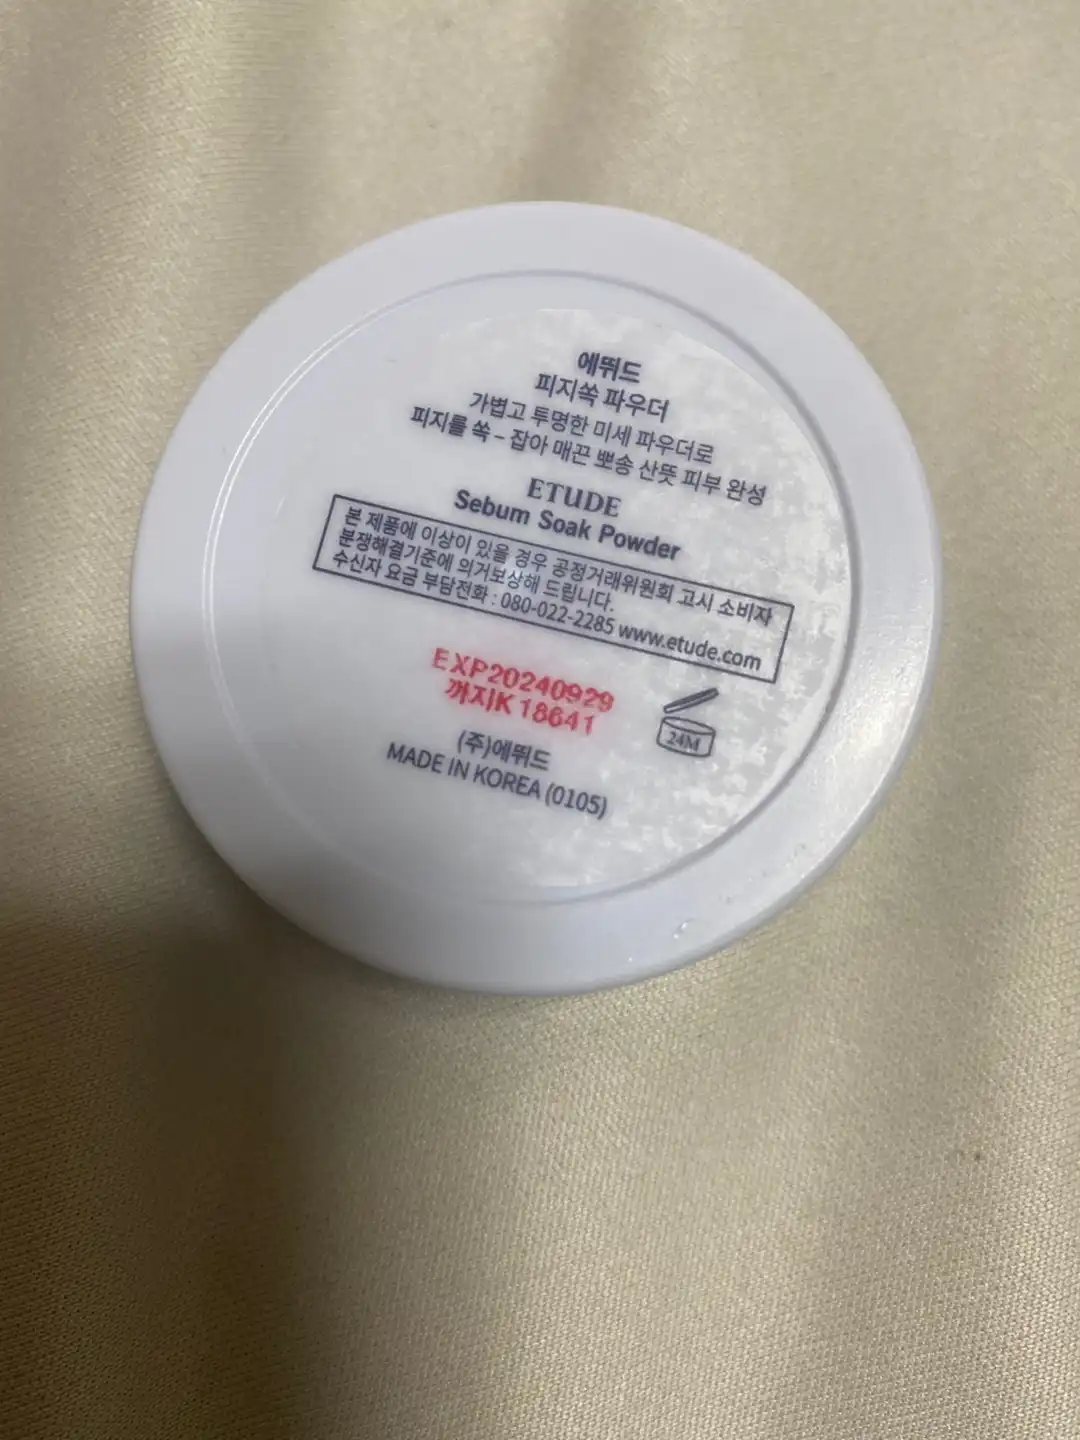 에뛰드
피지쏙 파우더
가볍고 투명한 미세 파우더로
피지를 쏙 - 잡아 매끈 뽀송 산뜻 피부 완성
ETUDE
Sebum Soak Powder
본 제품에 이상이 있을 경우 공정거래위원회 고시 소비자
분쟁해결기준에 의거보상해 드립니다.
수신자 요금 부담전화 : 080-022-2285 www.etude.com
EXP20240929
까지K 18641
24M
(주)에뛰드
MADE IN KOREA (0105)